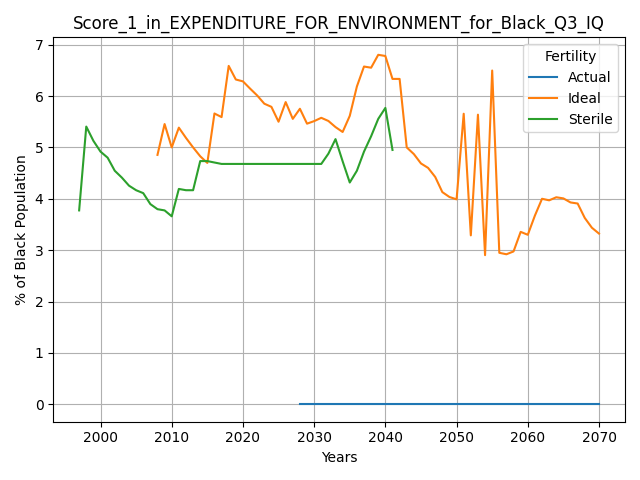 Score_1_in_EXPENDITURE_FOR_ENVIRONMENT_for_Black_Q3_IQ
Fertility
Actual
Ideal
Sterile
% of Black Population
7
6
5
4
3
2
1
0
2000 2010 2020 2030 2040 2050 2060 2070
Years